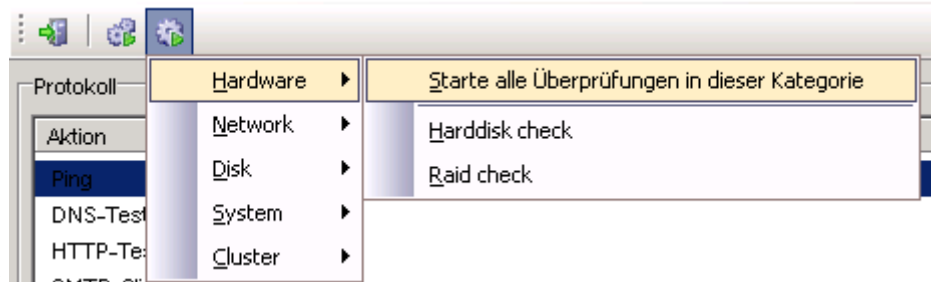 Hardware
Starte alle Überprüfungen in dieser Kategorie
Protokoll
Network
Harddisk check
Aktion
Disk
Raid check
Ping
System
DNS-Test
HTTP-Te
Cluster